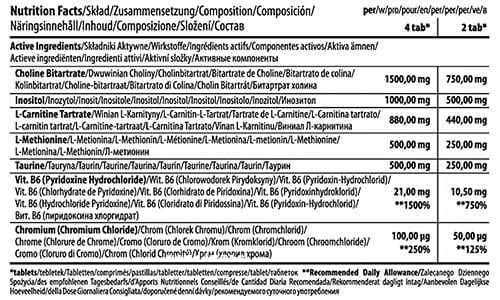 Nutrition Facts/Skład/Zusammensetzung/Composition/Composición/
Näringsinnehåll/Inhoud/Composizione/Složení/Состав
per/w/pro/pour/en/per/per/per/ve/в
4 tab* 2 tab*
Active Ingredients/Składniki Aktywne/Wirkstoffe/Ingrédients actifs/Componentes activos/Aktiva ämnen/
Actieve ingrediënten/Ingredienti attivi/Aktivní složky/Активные компоненты
Choline Bitartrate/Dwuwinian Choliny/Cholinbitartrat/Bitartrate de Choline/Bitartrato de colina/
Kolinbitartrat/Choline-bitartraat/Bitartrato di Colina/Cholin Bitartrát/Битартрат холина
1500,00 mg 750,00 mg
Inositol/Inozytol/Inosit/Inositole/Inositol/Inositol/Inositol/Inositolo/Inozitol/Инозитол
1000,00 mg 500,00 mg
L-Carnitine Tartrate/Winian L-Karnityny/L-Carnitin-L-Tartrat/Tartrate de L-Carnitine/L-Carnitina tartrato/
L-carnitin tartrat/L-Carnitine-tartraat/L-Carnitina Tartrato/Vinan L-Karnitinu/Виниал Л-карнитина
880,00 mg 440,00 mg
L-Methionine/L-Metionina/L-Methionin/L-Métionine/L-Metionina/L-metionin/L-Methionine/
L-Metionina/L-Methionin/Л-метионин
500,00 mg 250,00 mg
Taurine/Tauryna/Taurin/Taurine/Taurina/Taurin/Taurine/Taurina/Taurin/Таурин
500,00 mg 250,00 mg
Vit. B6 (Pyridoxine Hydrochloride)/Vit. B6 (Chlorowodorek Pirydoksyny)/Vit. B6 (Pyridoxin-Hydrochlorid)/
Vit. B6 (Chlorhydrate de Pyridoxine)/Vit. B6 (Clorhidrato de Piridoxina)/Vit. B6 (Pyridoxinhydroklorid)/
Vit. B6 (Pyridoxine Hydrochloride)/Vit. B6 (Cloridrato di Piridossina)/Vit. B6 (Pyridoxin-Hydrochlorid)/
Вит. B6 (пиридоксина хлоргидрат)
21,00 mg 10,50 mg
**1500% **750%
Chromium (Chromium Chloride)/Chrom (Chlorek Chromu)/Chrom (Chromchlorid)/
Chrome (Chlorure de Chrome)/Cromo (Cloruro de Cromo)/Krom (Kromklorid)/Chroom (Chroomchloride)/
Cromo (Cloruro di Cromo)/Chrom (Chlorid хрома)
100,00 µg 50,00 µg
**250% **125%
*tablets/tabletek/Tabletten/comprimés/pastillas/tabletter/tabletten/compresse/tablet/таблеток **Recommended Daily Allowance/Zalecanego Dziennego
Spożycia/des empfohlenen Tagesbedarfs/d'Apports Nutritionnels Conseillés/de Cantidad Diaria Recomendada/Rekommenderat dagligt intag/Aanbevolen Dagelijkse
Hoeveelheid/della Dose Giornaliera Consigliata/doporučené denní dávky/рекомендуемого суточного употребления